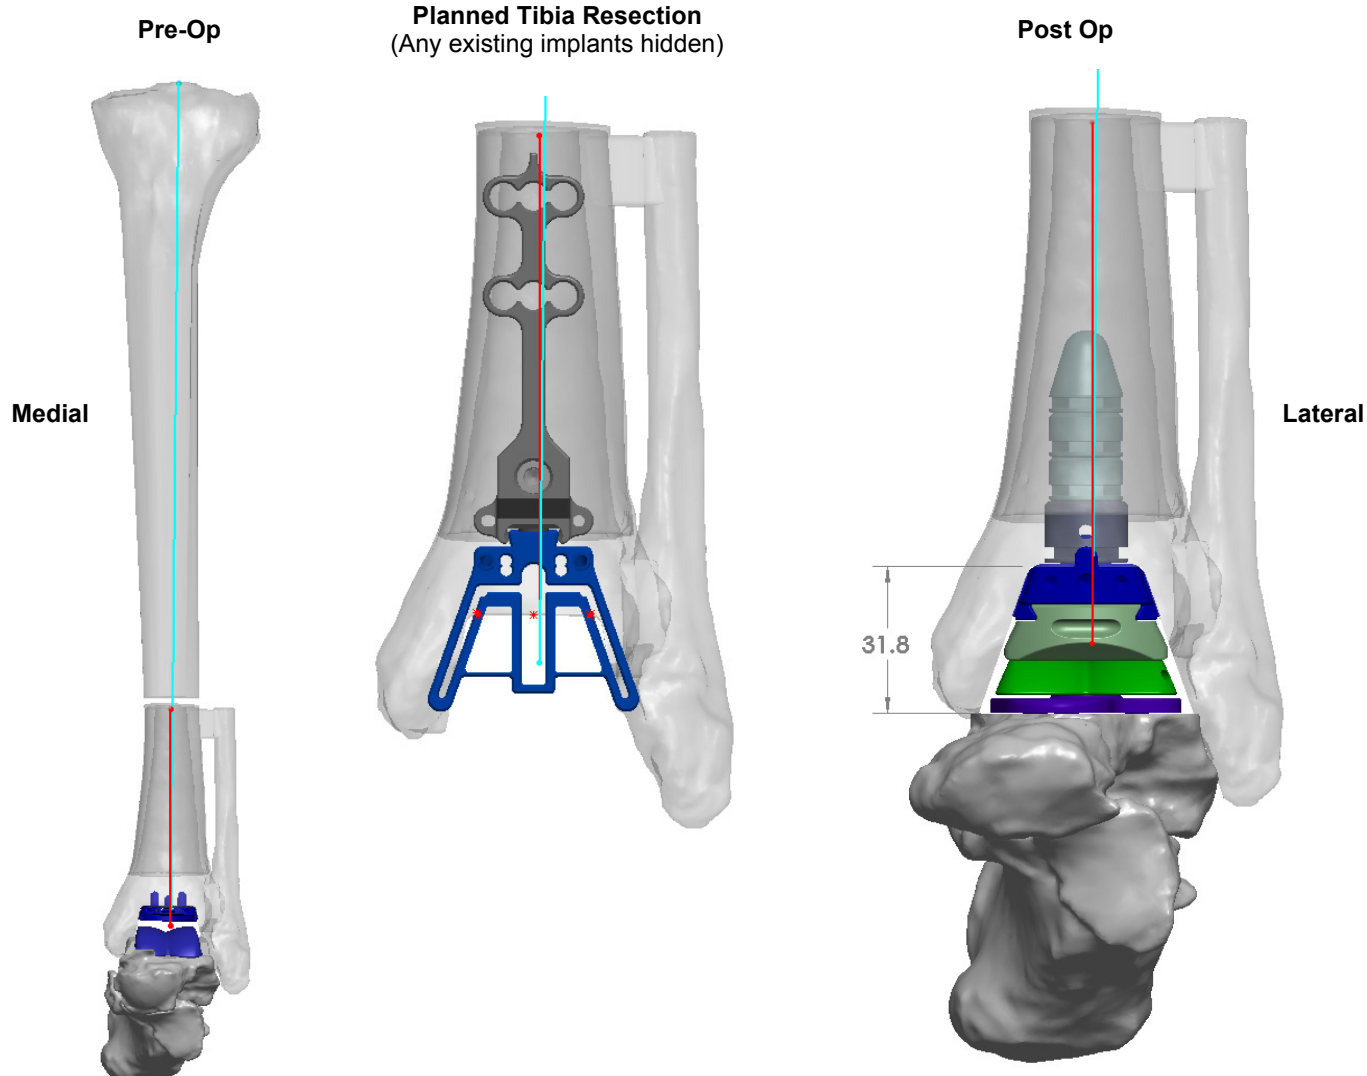 Pre-Op
Planned Tibia Resection
(Any existing implants hidden)
Post Op
Medial
Lateral
31.8